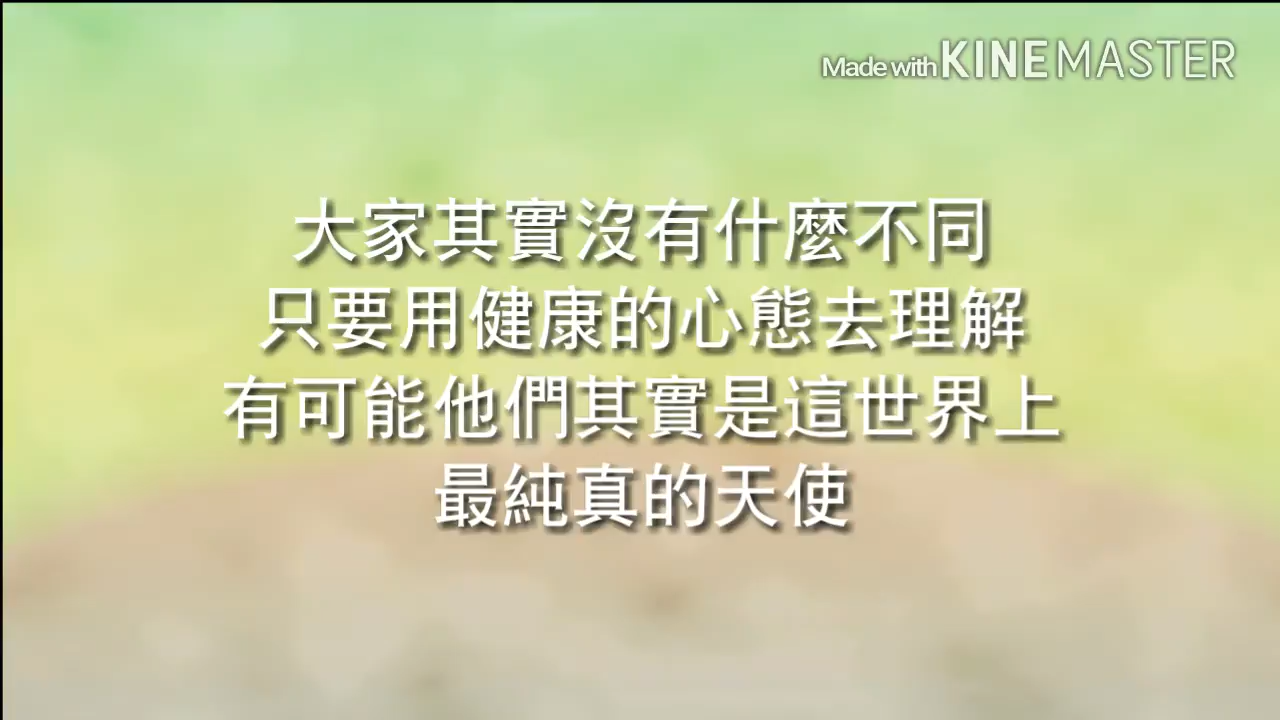 Made with KINEMASTER
大家其實沒有什麼不同
只要用健康的心態去理解
有可能他們其實是這世界上
最純真的天使